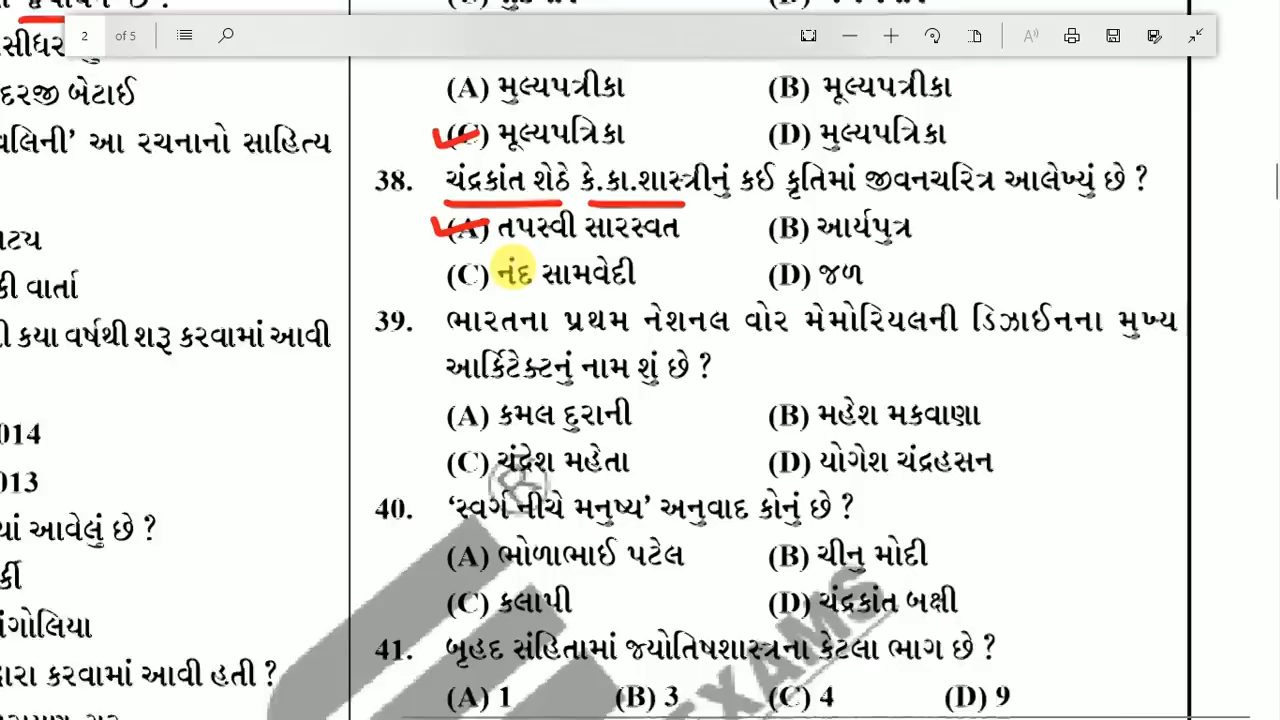 2 of 5
સીધર
દરજી બેટાઈ
વલિની' આ રચનાનો સાહિત્ય
ટય
કી વાર્તા
ી કયા વર્ષથી શરૂ કરવામાં આવી
014
013
યાં આવેલું છે ?
ર્કી
ંગોલિયા
દ્વારા કરવામાં આવી હતી ?
(A) મુલ્યપત્રીકા (B) મૂલ્યપત્રીકા
(C) મૂલ્યપત્રિકા (D) મુલ્યપત્રિકા
38. ચંદ્રકાંત શેઠે કે.કા.શાસ્ત્રીનું કઈ કૃતિમાં જીવનચરિત્ર આલેખ્યું છે ?
(A) તપસ્વી સારસ્વત (B) આર્યપુત્ર
(C) નંદ સામવેદી (D) જળ
39. ભારતના પ્રથમ નેશનલ વોર મેમોરિયલની ડિઝાઈનના મુખ્ય
આર્કિટેક્ટનું નામ શું છે ?
(A) કમલ દુરાની (B) મહેશ મકવાણા
(C) ચંદ્રેશ મહેતા (D) યોગેશ ચંદ્રહસન
40. ‘સ્વર્ગ નીચે મનુષ્ય’ અનુવાદ કોનું છે ?
(A) ભોળાભાઈ પટેલ (B) ચીનુ મોદી
(C) કલાપી (D) ચંદ્રકાંત બક્ષી
41. બૃહદ સંહિતામાં જ્યોતિષશાસ્ત્રના કેટલા ભાગ છે ?
(A) 1 (B) 3 (C) 4 (D) 9
EXAMS